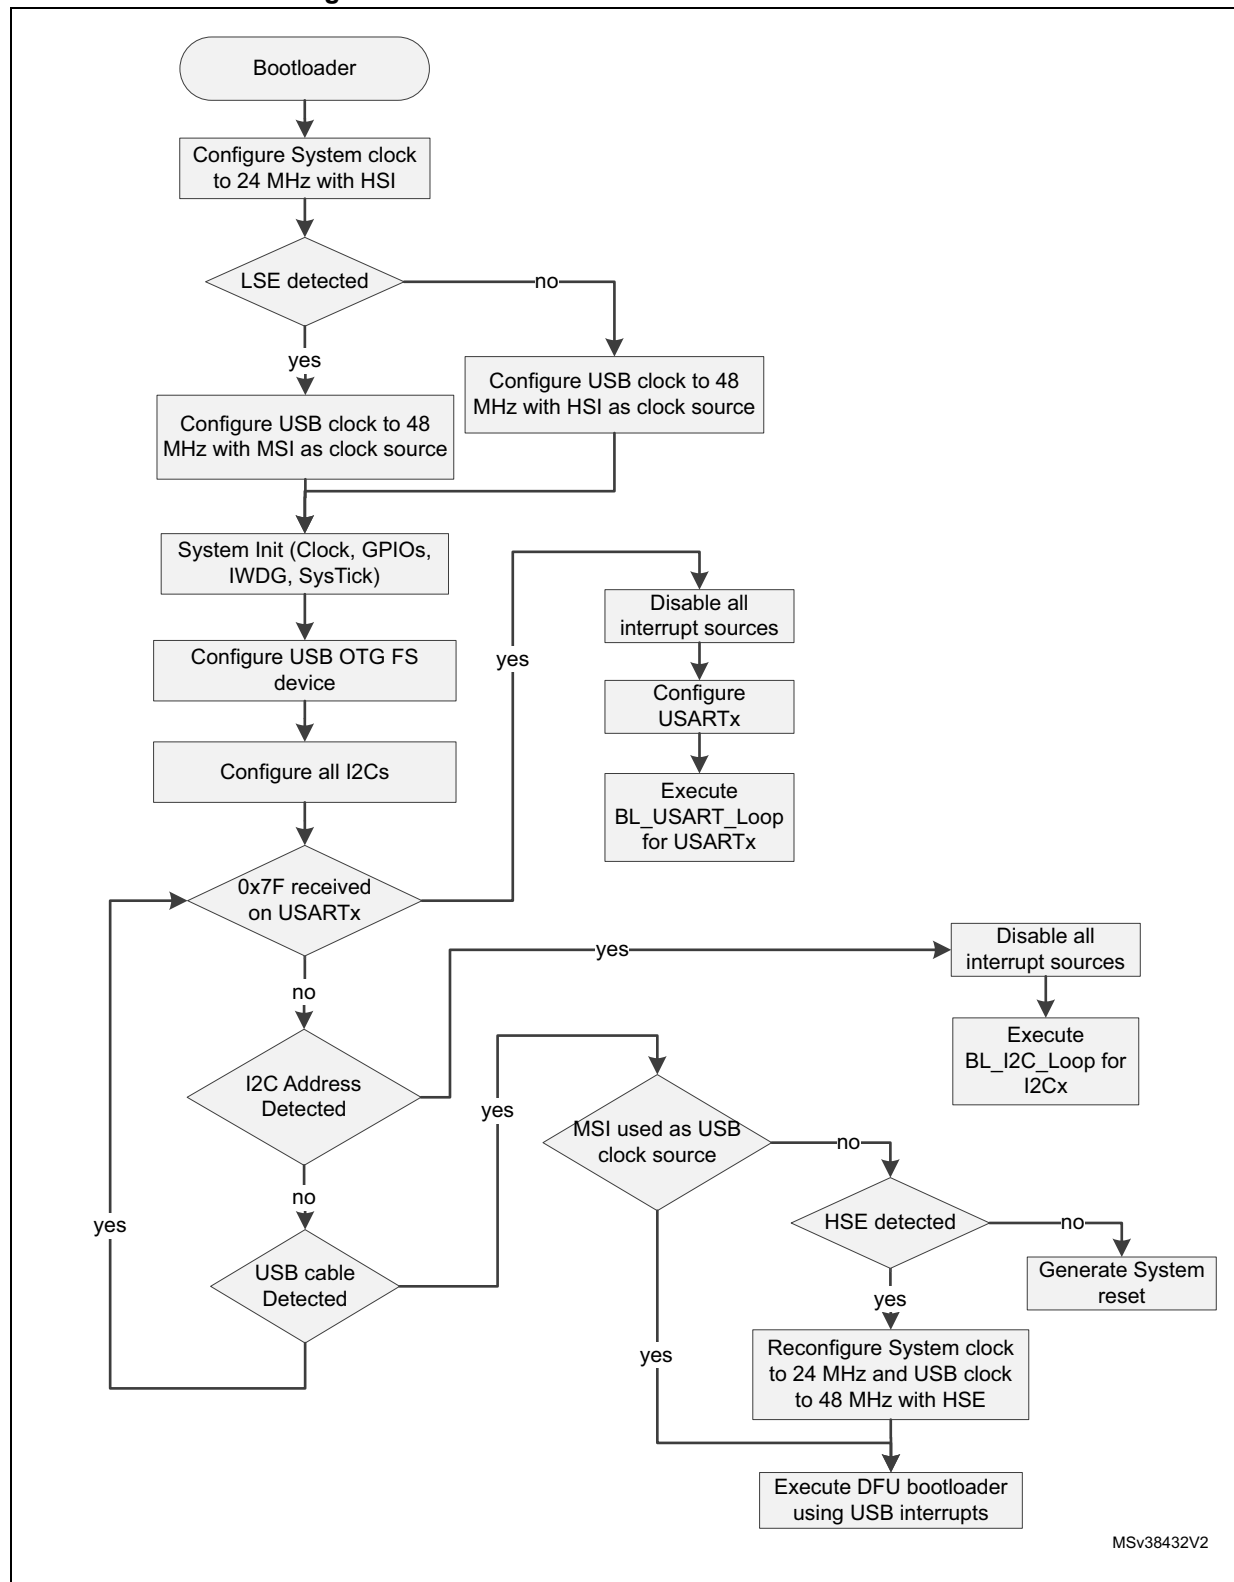 Bootloader
Configure System clock
to 24 MHz with HSI
LSE detected
no
yes
Configure USB clock to 48
MHz with HSI as clock source
Configure USB clock to 48
MHz with MSI as clock source
System Init (Clock, GPIOs,
IWDG, SysTick)
Disable all
interrupt sources
yes
Configure USB OTG FS
device
Configure
USARTx
Configure all I2Cs
Execute
BL_USART_Loop
for USARTx
0x7F received
on USARTx
no
yes
Disable all
interrupt sources
Execute
BL_I2C_Loop for
I2Cx
I2C Address
Detected
yes
MSI used as USB
clock source
no
no
yes
HSE detected
no
USB cable
Detected
Generate System
reset
yes
yes
Reconfigure System clock
to 24 MHz and USB clock
to 48 MHz with HSE
Execute DFU bootloader
using USB interrupts
MSv38432V2